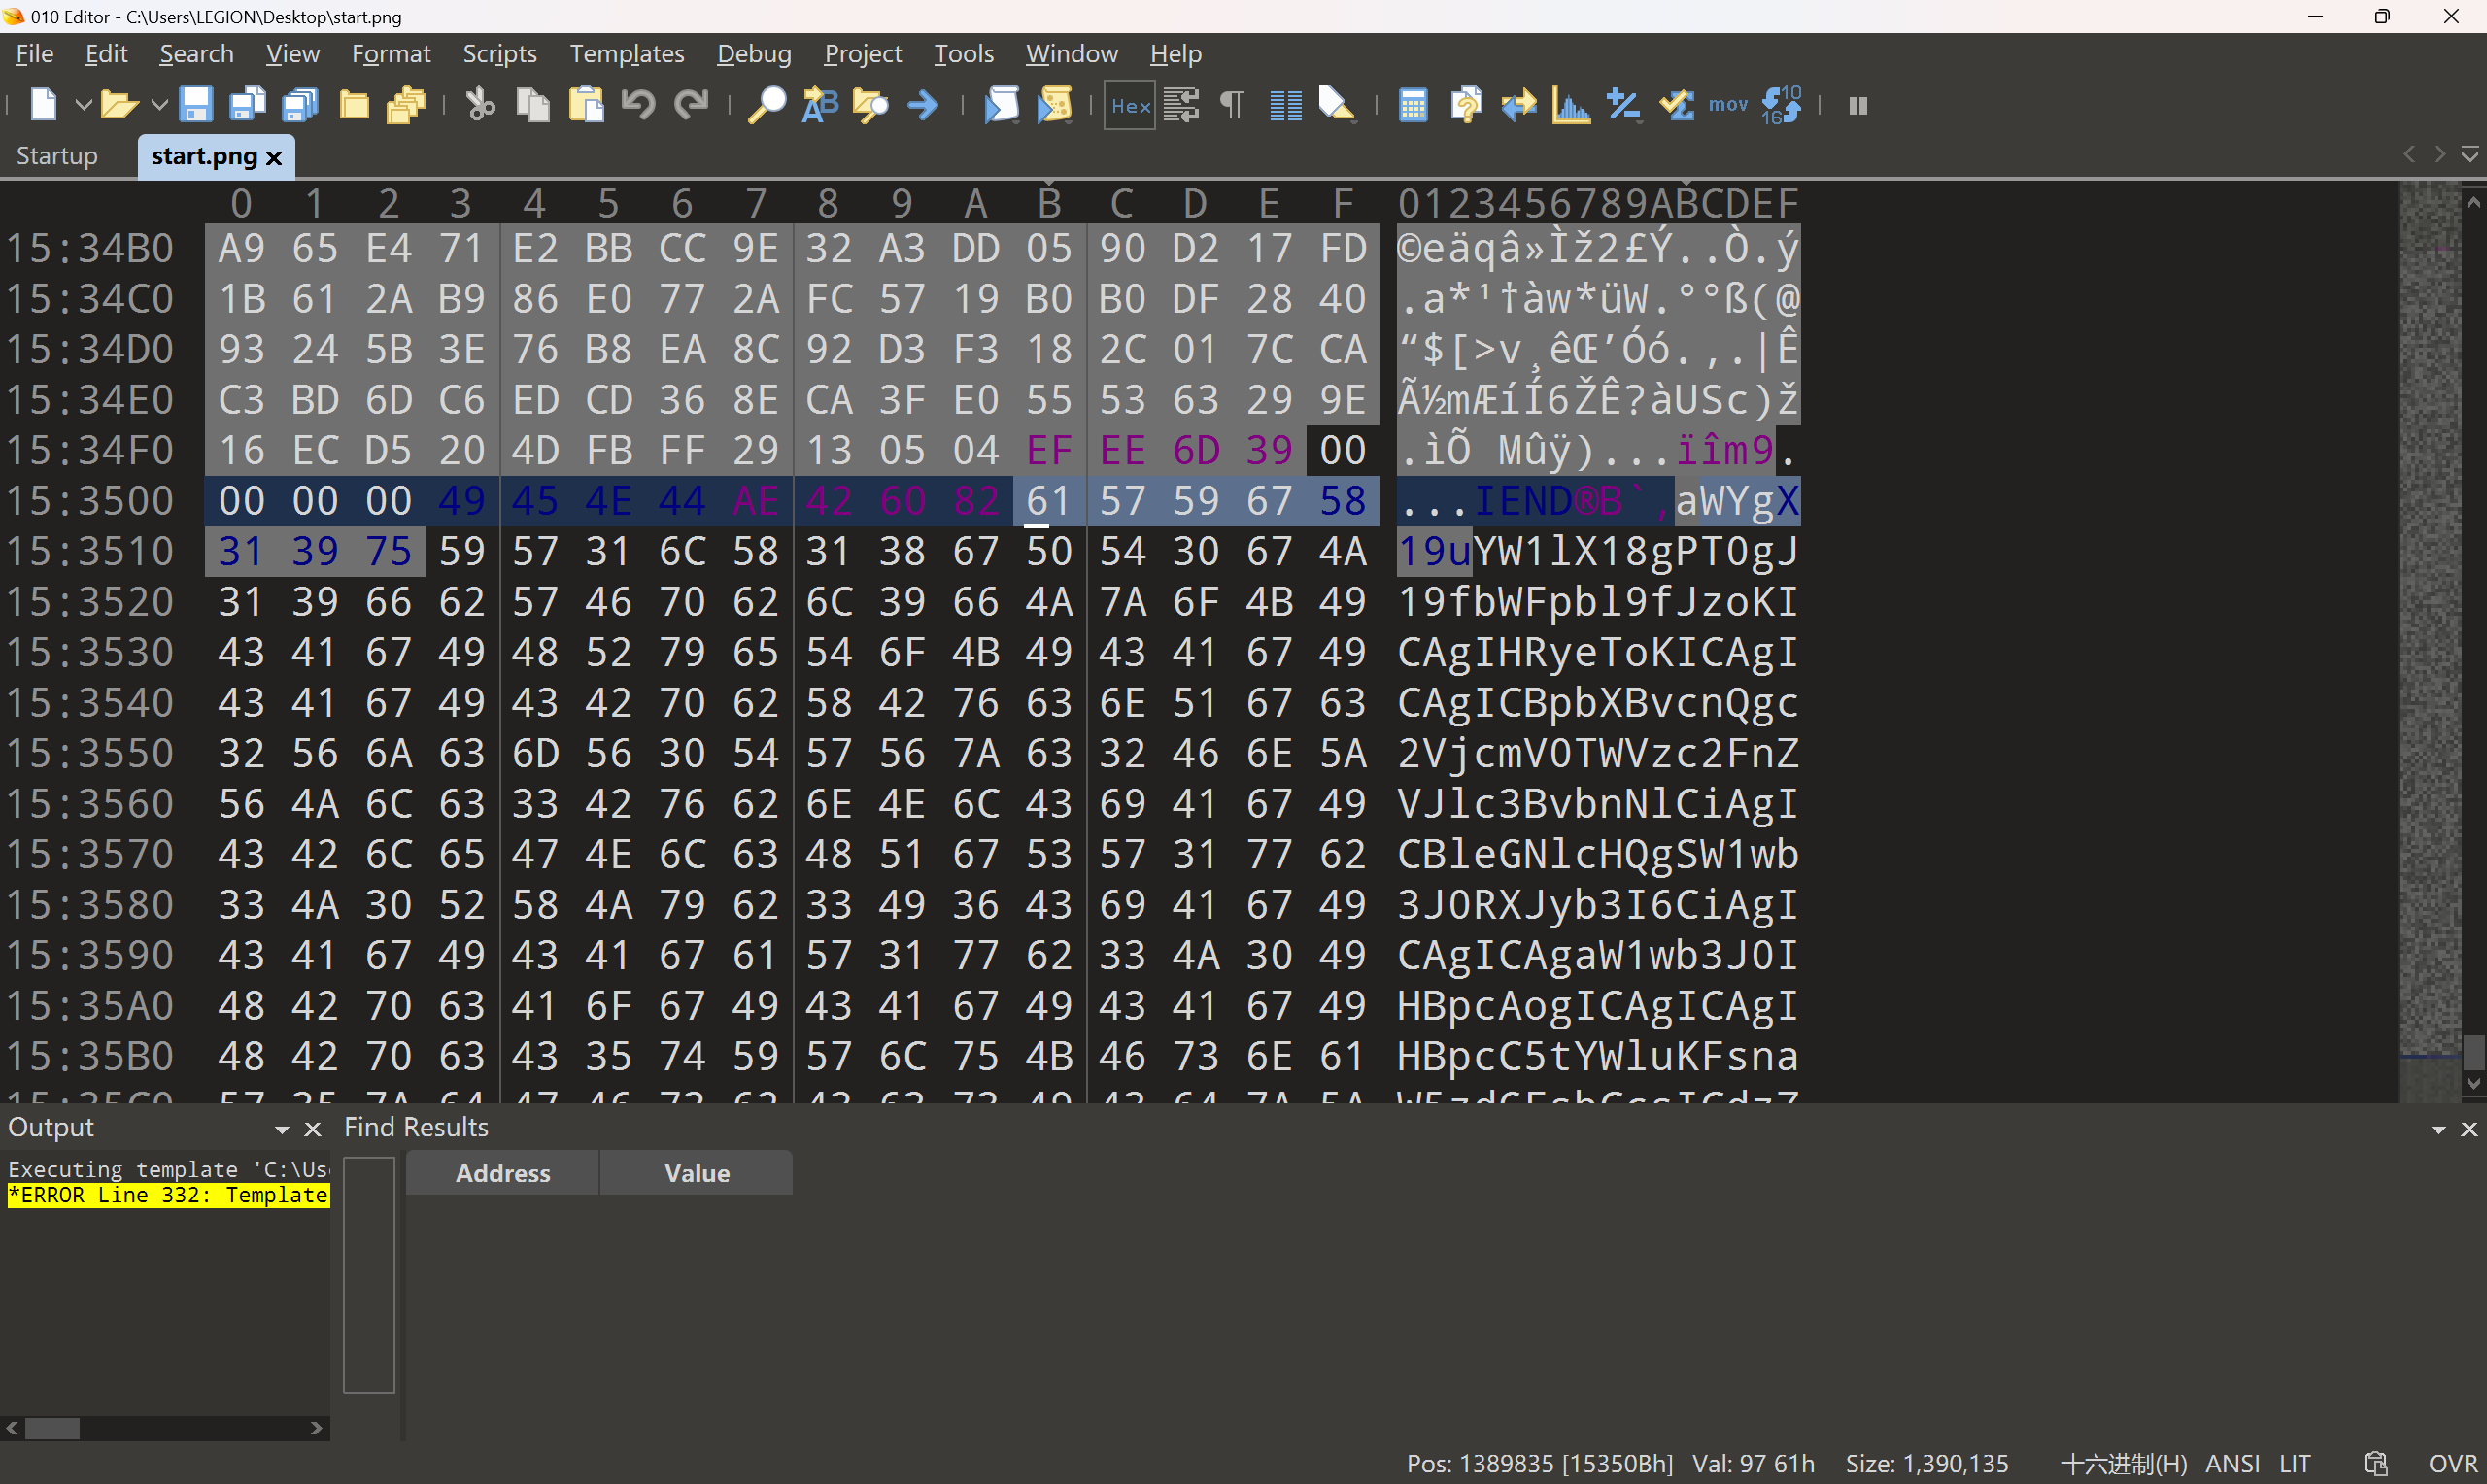 010 Editor - C:\Users\LEGION\Desktop\start.png
File Edit Search View Format Scripts Templates Debug Project Tools Window Help
Hex mov 10 16
Startup start.png
0 1 2 3 4 5 6 7 8 9 A B C D E F 0123456789ABCDEF
15:34B0 A9 65 E4 71 E2 BB CC 9E 32 A3 DD 05 90 D2 17 FD ©eäqâ»Ìž2£Ý..Ò.ý
15:34C0 1B 61 2A B9 86 E0 77 2A FC 57 19 B0 B0 DF 28 40 .a*¹†àw*üW.°°ß(@
15:34D0 93 24 5B 3E 76 B8 EA 8C 92 D3 F3 18 2C 01 7C CA “$[>v¸êŒ’Óó.,.|Ê
15:34E0 C3 BD 6D C6 ED CD 36 8E CA 3F E0 55 53 63 29 9E Ã½mÆíÍ6ŽÊ?àUSc)ž
15:34F0 16 EC D5 20 4D FB FF 29 13 05 04 EF EE 6D 39 00 .ìÕ Mûÿ)...ïîm9.
15:3500 00 00 00 49 45 4E 44 AE 42 60 82 61 57 59 67 58 ...IEND®B`‚aWYgX
15:3510 31 39 75 59 57 31 6C 58 31 38 67 50 54 30 67 4A 19uYW1lX18gPT0gJ
15:3520 31 39 66 62 57 46 70 62 6C 39 66 4A 7A 6F 4B 49 19fbWFpbl9fJzoKI
15:3530 43 41 67 49 48 52 79 65 54 6F 4B 49 43 41 67 49 CAgIHRyeToKICAgI
15:3540 43 41 67 49 43 42 70 62 58 42 76 63 6E 51 67 63 CAgICBpbXBvcnQgc
15:3550 32 56 6A 63 6D 56 30 54 57 56 7A 63 32 46 6E 5A 2VjcmV0TWVzc2FnZ
15:3560 56 4A 6C 63 33 42 76 62 6E 4E 6C 43 69 41 67 49 VJlc3BvbnNlCiAgI
15:3570 43 42 6C 65 47 4E 6C 63 48 51 67 53 57 31 77 62 CBleGNlcHQgSW1wb
15:3580 33 4A 30 52 58 4A 79 62 33 49 36 43 69 41 67 49 3J0RXJyb3I6CiAgI
15:3590 43 41 67 49 43 41 67 61 57 31 77 62 33 4A 30 49 CAgICAgaW1wb3J0I
15:35A0 48 42 70 63 41 6F 67 49 43 41 67 49 43 41 67 49 HBpcAogICAgICAgI
15:35B0 48 42 70 63 43 35 74 59 57 6C 75 4B 46 73 6E 61 HBpcC5tYWluKFsna
Output Find Results
Executing template 'C:\Use
*ERROR Line 332: Template
Address Value
Pos: 1389835 [15350Bh] Val: 97 61h Size: 1,390,135 十六进制(H) ANSI LIT OVR